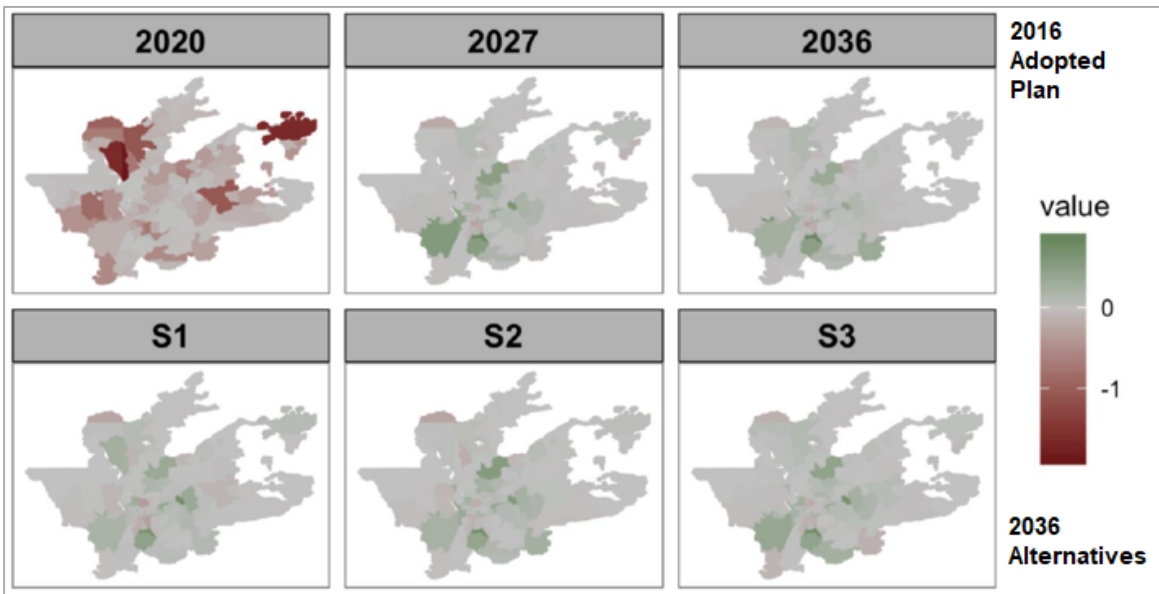 2020
2027
2036
2016
Adopted
Plan
value
0
-1
S1
S2
S3
2036
Alternatives